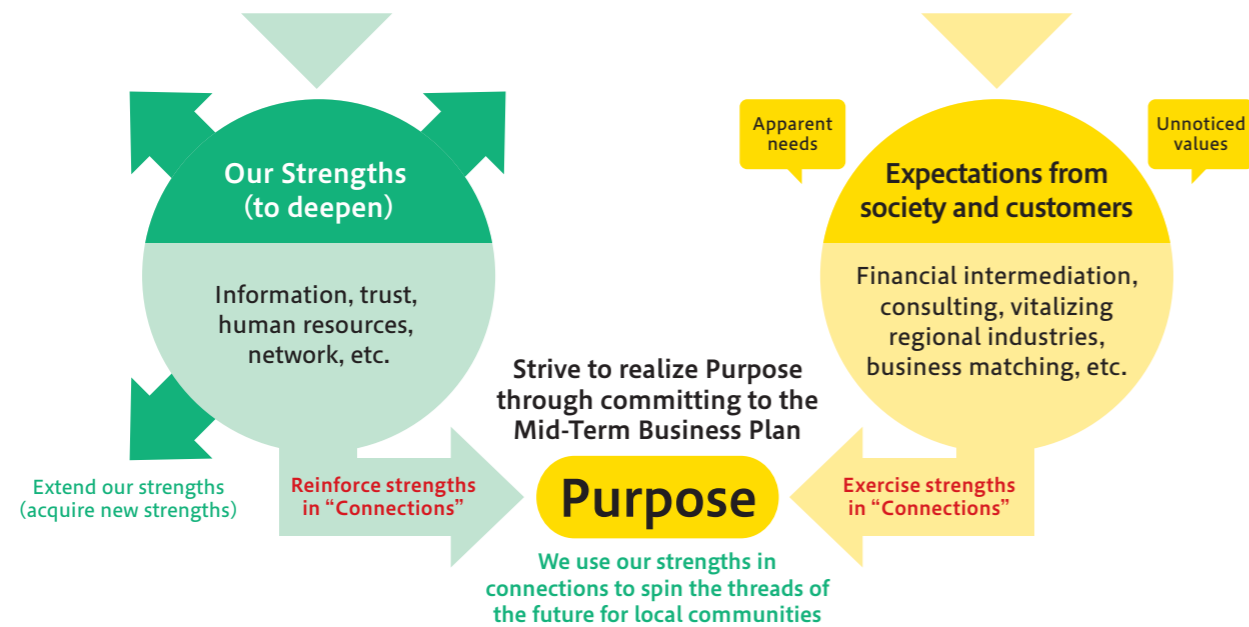 Our Strengths
(to deepen)
Information, trust,
human resources,
network, etc.
Extend our strengths
(acquire new strengths)
Reinforce strengths
in “Connections”
Apparent
needs
Unnoticed
values
Expectations from
society and customers
Financial intermediation,
consulting, vitalizing
regional industries,
business matching, etc.
Exercise strengths
in “Connections”
Strive to realize Purpose
through committing to the
Mid-Term Business Plan
Purpose
We use our strengths in
connections to spin the threads of
the future for local communities